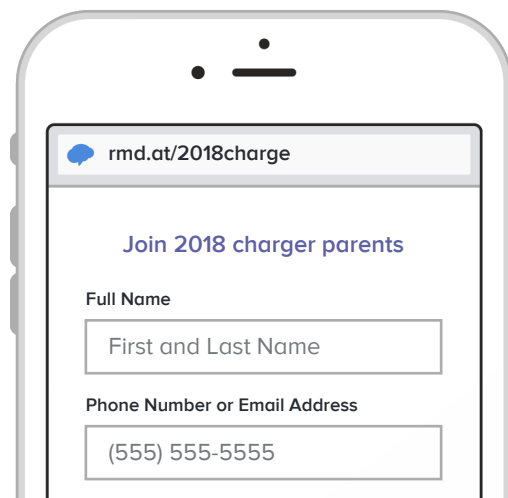 rmd.at/2018charge
Join 2018 charger parents
Full Name
First and Last Name
Phone Number or Email Address
(555) 555-5555